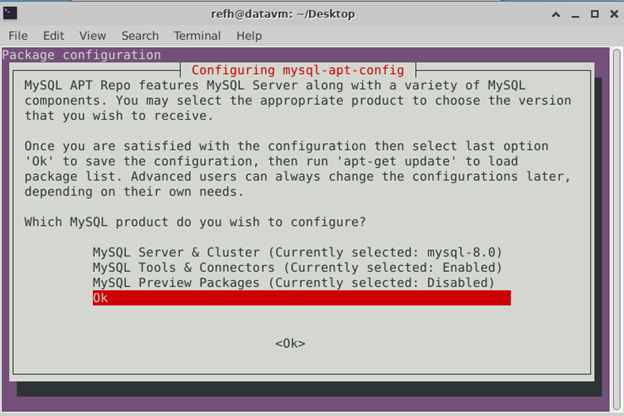 refh@datavm: ~/Desktop
File Edit View Search Terminal Help
Package configuration
Configuring mysql-apt-config
MySQL APT Repo features MySQL Server along with a variety of MySQL
components. You may select the appropriate product to choose the version
that you wish to receive.
Once you are satisfied with the configuration then select last option
'Ok' to save the configuration, then run 'apt-get update' to load
package list. Advanced users can always change the configurations later,
depending on their own needs.
Which MySQL product do you wish to configure?
MySQL Server & Cluster (Currently selected: mysql-8.0)
MySQL Tools & Connectors (Currently selected: Enabled)
MySQL Preview Packages (Currently selected: Disabled)
Ok
<Ok>